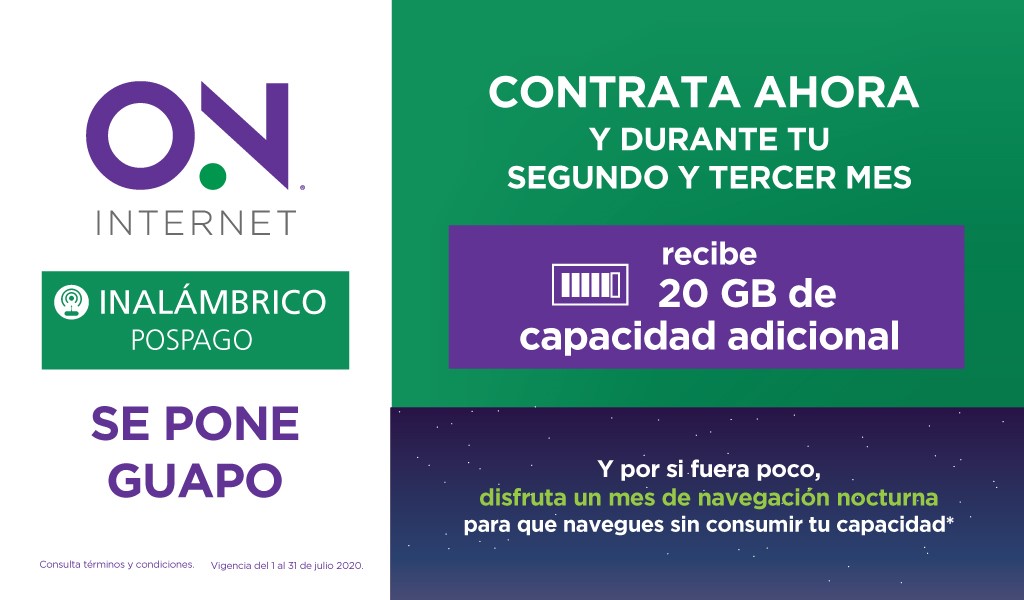 ON
INTERNET
INALÁMBRICO
POSPAGO
SE PONE
GUAPO
Consulta términos y condiciones. Vigencia del 1 al 31 de julio 2020.
CONTRATA AHORA
Y DURANTE TU
SEGUNDO Y TERCER MES
recibe
20 GB de
capacidad adicional
Y por si fuera poco,
disfruta un mes de navegación nocturna
para que navegues sin consumir tu capacidad*